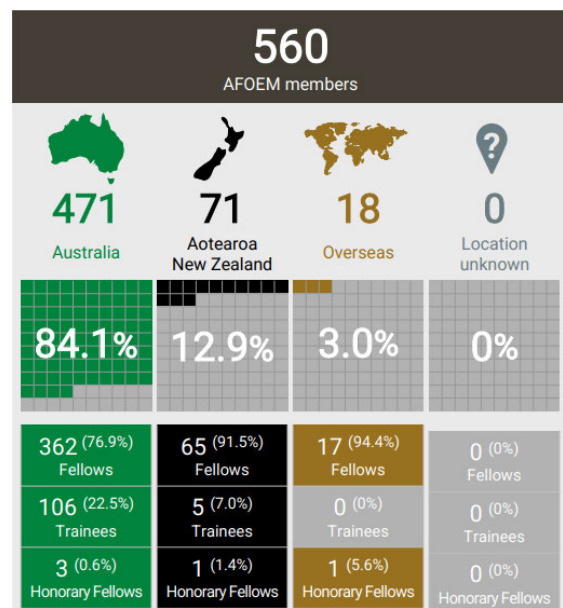 560
AFOEM members
?
471
71
18
0
Australia
Aotearoa
New Zealand
Overseas
Location
unknown
84.1%
12.9%
3.0%
0%
362 (76.9%)
Fellows
65 (91.5%)
Fellows
17 (94.4%)
Fellows
0 (0%)
Fellows
106 (22.5%)
Trainees
5 (7.0%)
Trainees
0 (0%)
Trainees
0 (0%)
Trainees
3 (0.6%)
Honorary Fellows
1 (1.4%)
Honorary Fellows
1 (5.6%)
Honorary Fellows
0 (0%)
Honorary Fellows